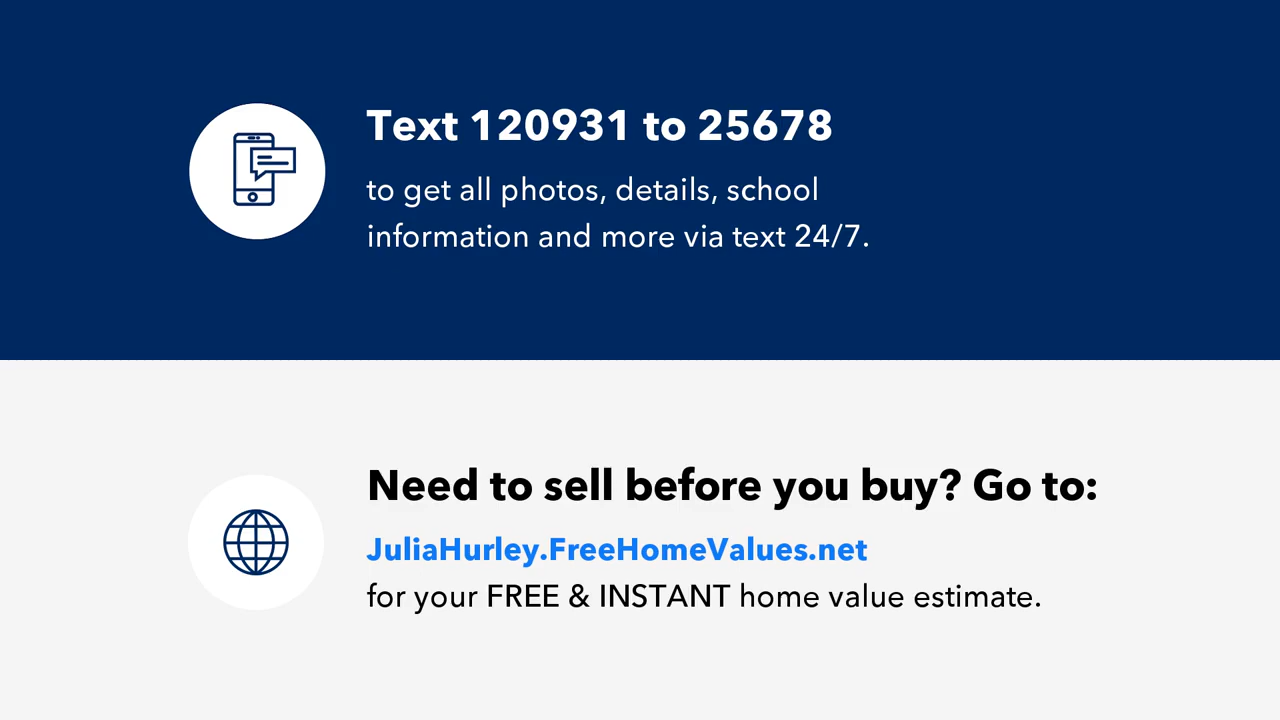 Text 120931 to 25678
to get all photos, details, school
information and more via text 24/7.
Need to sell before you buy? Go to:
JuliaHurley.FreeHomeValues.net
for your FREE & INSTANT home value estimate.